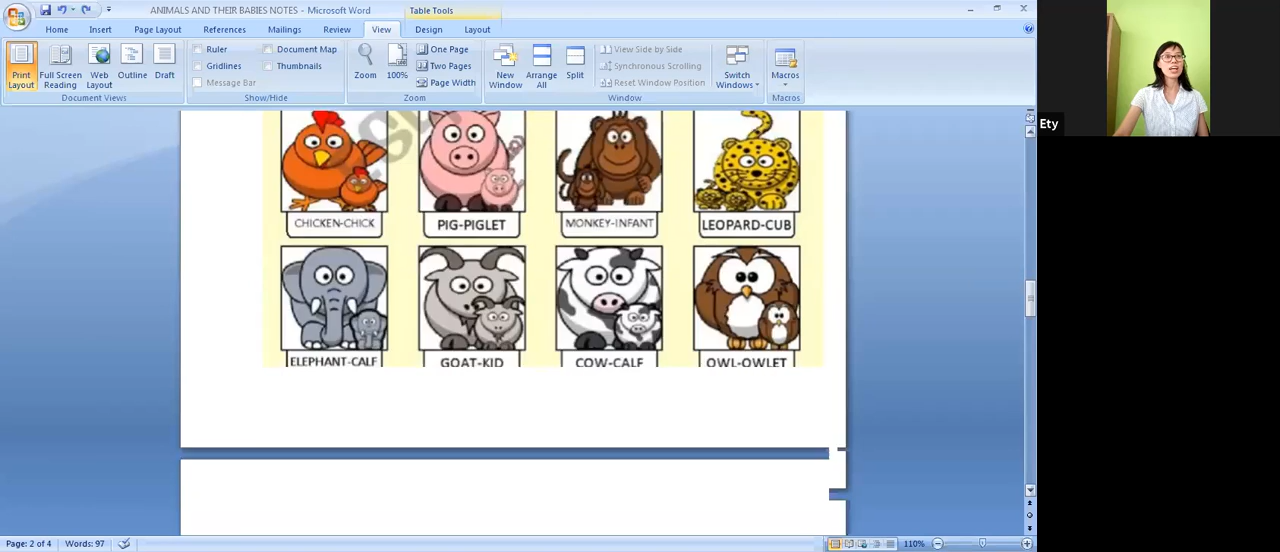 ANIMALS AND THEIR BABIES NOTES - Microsoft Word
Table Tools
Home Insert Page Layout References Mailings Review View Design Layout
Print Layout
Full Screen Reading
Web Layout
Outline
Draft
Document Views
Ruler
Gridlines
Message Bar
Document Map
Thumbnails
Show/Hide
Zoom
100%
One Page
Two Pages
Page Width
Zoom
New Window
Arrange All
Split
View Side by Side
Synchronous Scrolling
Reset Window Position
Switch Windows
Window
Macros
Macros
Ety
CHICKEN-CHICK PIG-PIGLET MONKEY-INFANT LEOPARD-CUB
ELEPHANT-CALF GOAT-KID COW-CALF OWL-OWLET
Page: 2 of 4 Words: 97 110%